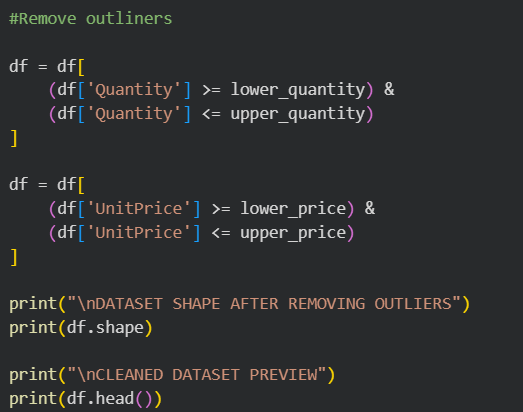 #Remove outliners
df = df[
    (df['Quantity'] >= lower_quantity) &
    (df['Quantity'] <= upper_quantity)
]
df = df[
    (df['UnitPrice'] >= lower_price) &
    (df['UnitPrice'] <= upper_price)
]
print("\nDATASET SHAPE AFTER REMOVING OUTLIERS")
print(df.shape)
print("\nCLEANED DATASET PREVIEW")
print(df.head())